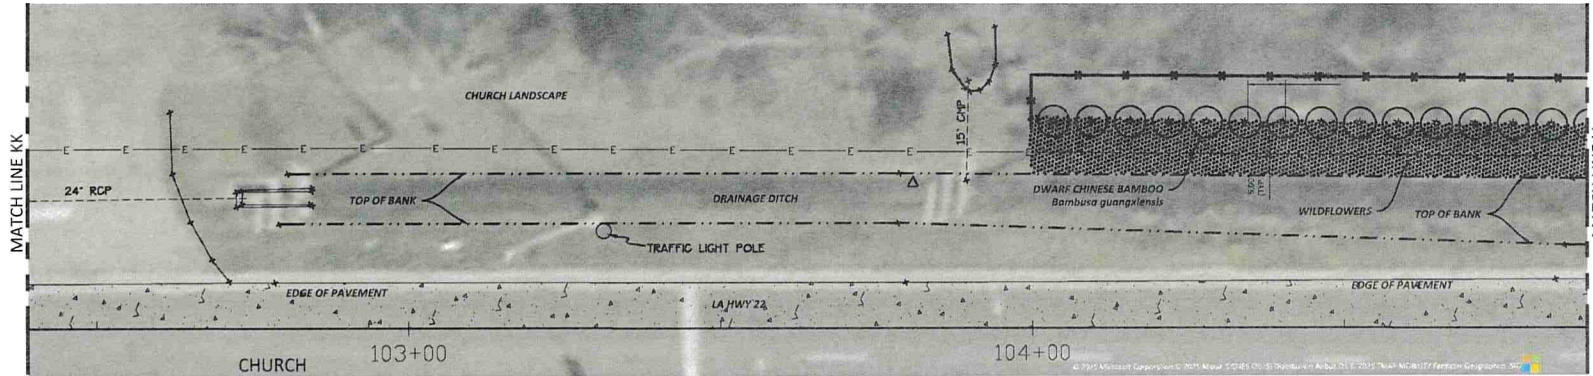 MATCH LINE KK
CHURCH LANDSCAPE
15" CMP
E E E E E E E E E E E E E E E E
24" RCP
TOP OF BANK
DRAINAGE DITCH
DWARF CHINESE BAMBOO
Bambusa guangxiensis
WILDFLOWERS
TOP OF BANK
TRAFFIC LIGHT POLE
EDGE OF PAVEMENT
EDGE OF PAVEMENT
LA HWY 22
103+00
104+00
CHURCH